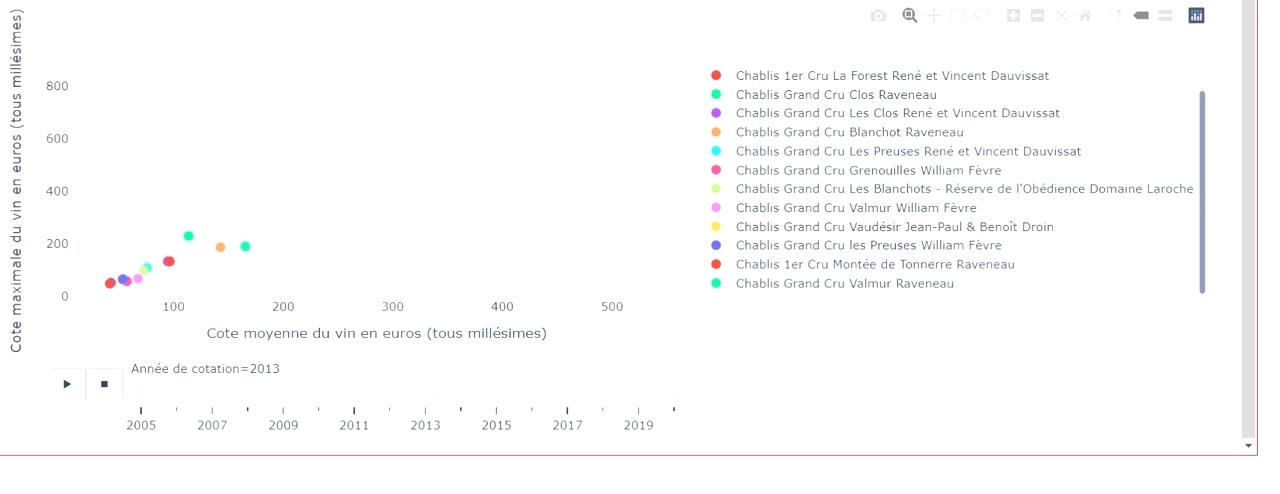 Cote maximale du vin en euros (tous millésimes)
800
600
400
200
0
100 200 300 400 500
Cote moyenne du vin en euros (tous millésimes)
Chablis 1er Cru La Forest René et Vincent Dauvissat
Chablis Grand Cru Clos Raveneau
Chablis Grand Cru Les Clos René et Vincent Dauvissat
Chablis Grand Cru Blanchot Raveneau
Chablis Grand Cru Les Preuses René et Vincent Dauvissat
Chablis Grand Cru Grenouilles William Fèvre
Chablis Grand Cru Les Blanchots - Réserve de l'Obédience Domaine Laroche
Chablis Grand Cru Valmur William Fèvre
Chablis Grand Cru Vaudésir Jean-Paul & Benoît Droin
Chablis Grand Cru les Preuses William Fèvre
Chablis 1er Cru Montée de Tonnerre Raveneau
Chablis Grand Cru Valmur Raveneau
Année de cotation=2013
2005 2007 2009 2011 2013 2015 2017 2019